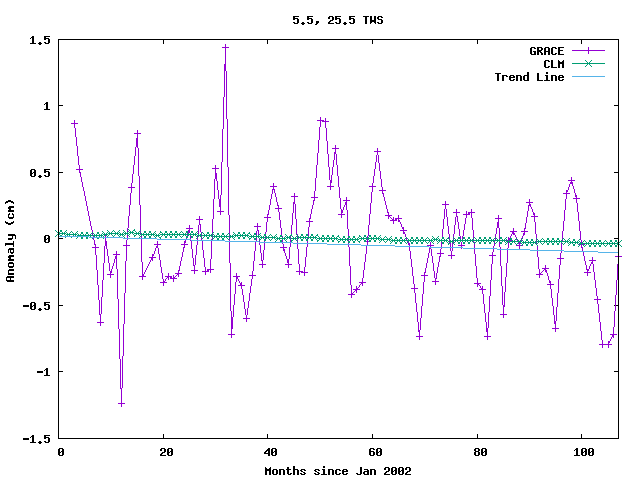 5.5, 25.5 TWS
GRACE
CLM
Trend Line
1.5
1
0.5
0
-0.5
-1
-1.5
Anomaly (cm)
0 20 40 60 80 100
Months since Jan 2002